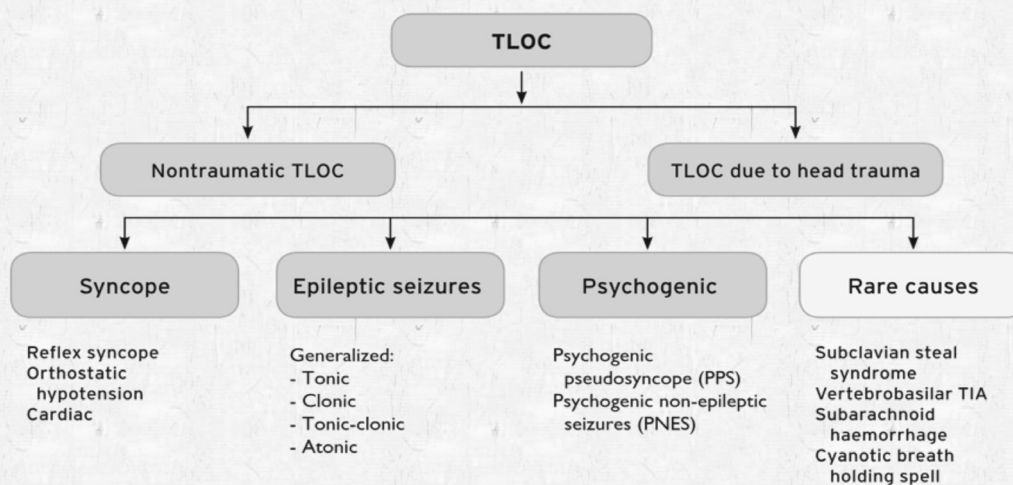 TLOC
Nontraumatic TLOC
TLOC due to head trauma
Syncope
Epileptic seizures
Psychogenic
Rare causes
Reflex syncope
Orthostatic
hypotension
Cardiac
Generalized:
- Tonic
- Clonic
- Tonic-clonic
- Atonic
Psychogenic
pseudosyncope (PPS)
Psychogenic non-epileptic
seizures (PNES)
Subclavian steal
syndrome
Vertebrobasilar TIA
Subarachnoid
haemorrhage
Cyanotic breath
holding spell